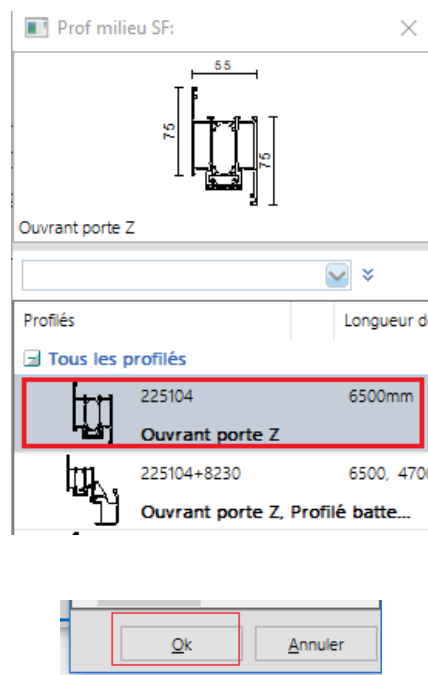 Prof milieu SF:
55
75
75
Ouvrant porte Z
Profilés Longueur d
Tous les profilés
225104 6500mm
Ouvrant porte Z
225104+8230 6500, 4700
Ouvrant porte Z, Profilé batte...
Ok Annuler